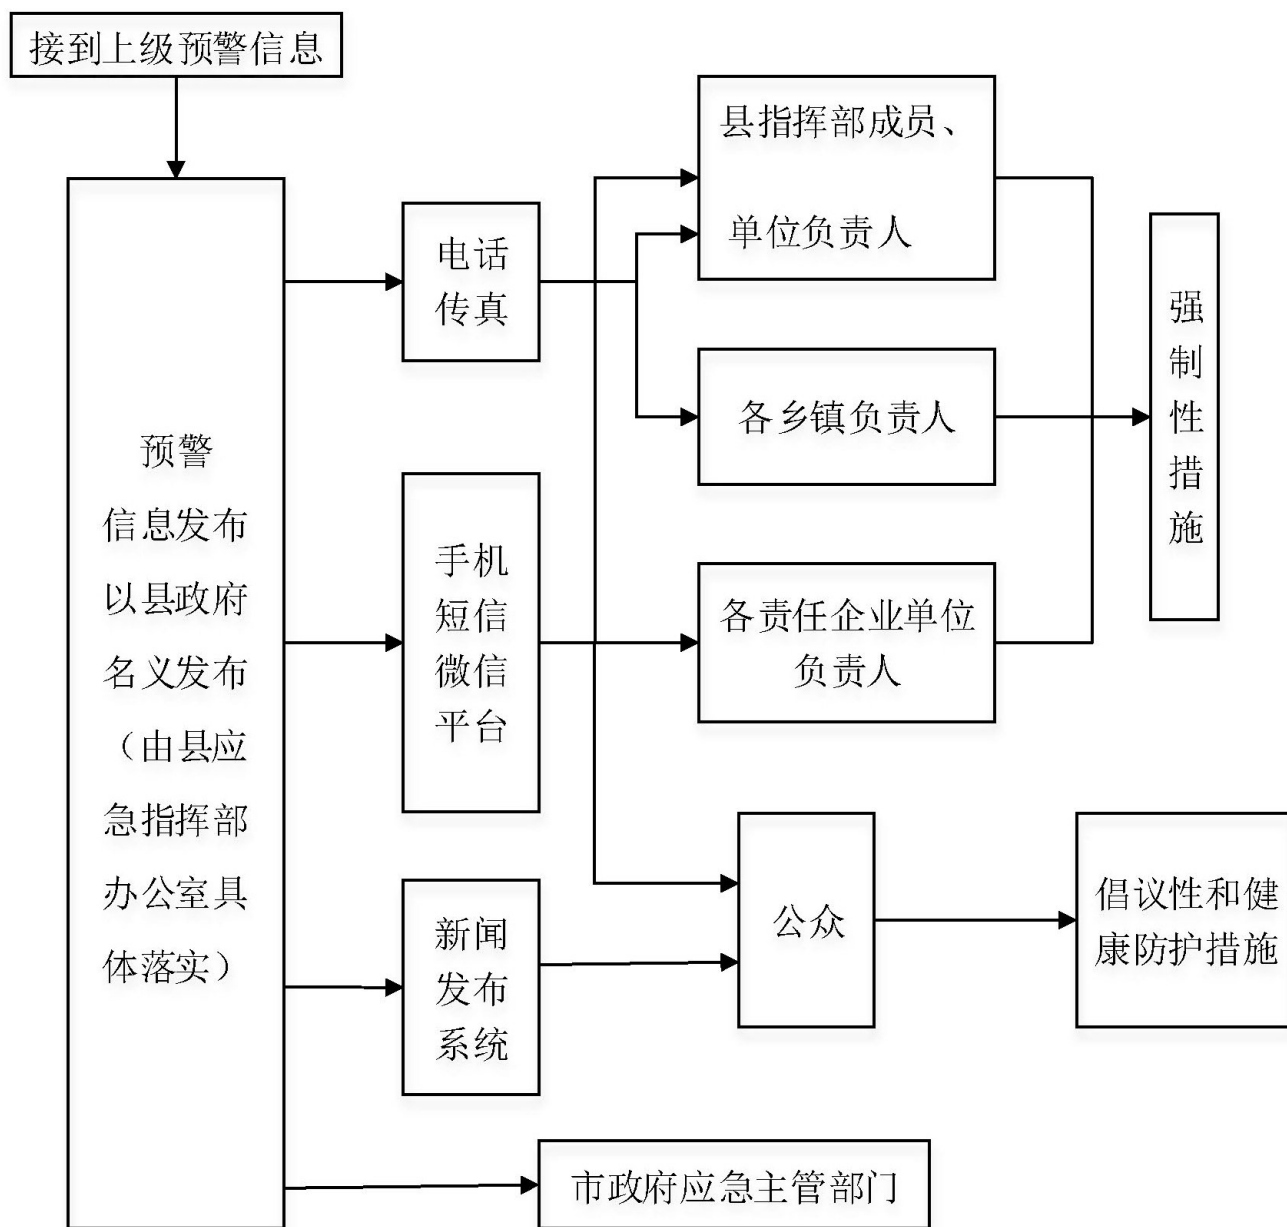 接到上级预警信息
预警
信息发布
以县政府
名义发布
（由县应
急指挥部
办公室具
体落实）
电话
传真
手机
短信
微信
平台
新闻
发布
系统
县指挥部成员、
单位负责人
各乡镇负责人
各责任企业单位
负责人
公众
市政府应急主管部门
强
制
性
措
施
倡议性和健
康防护措施